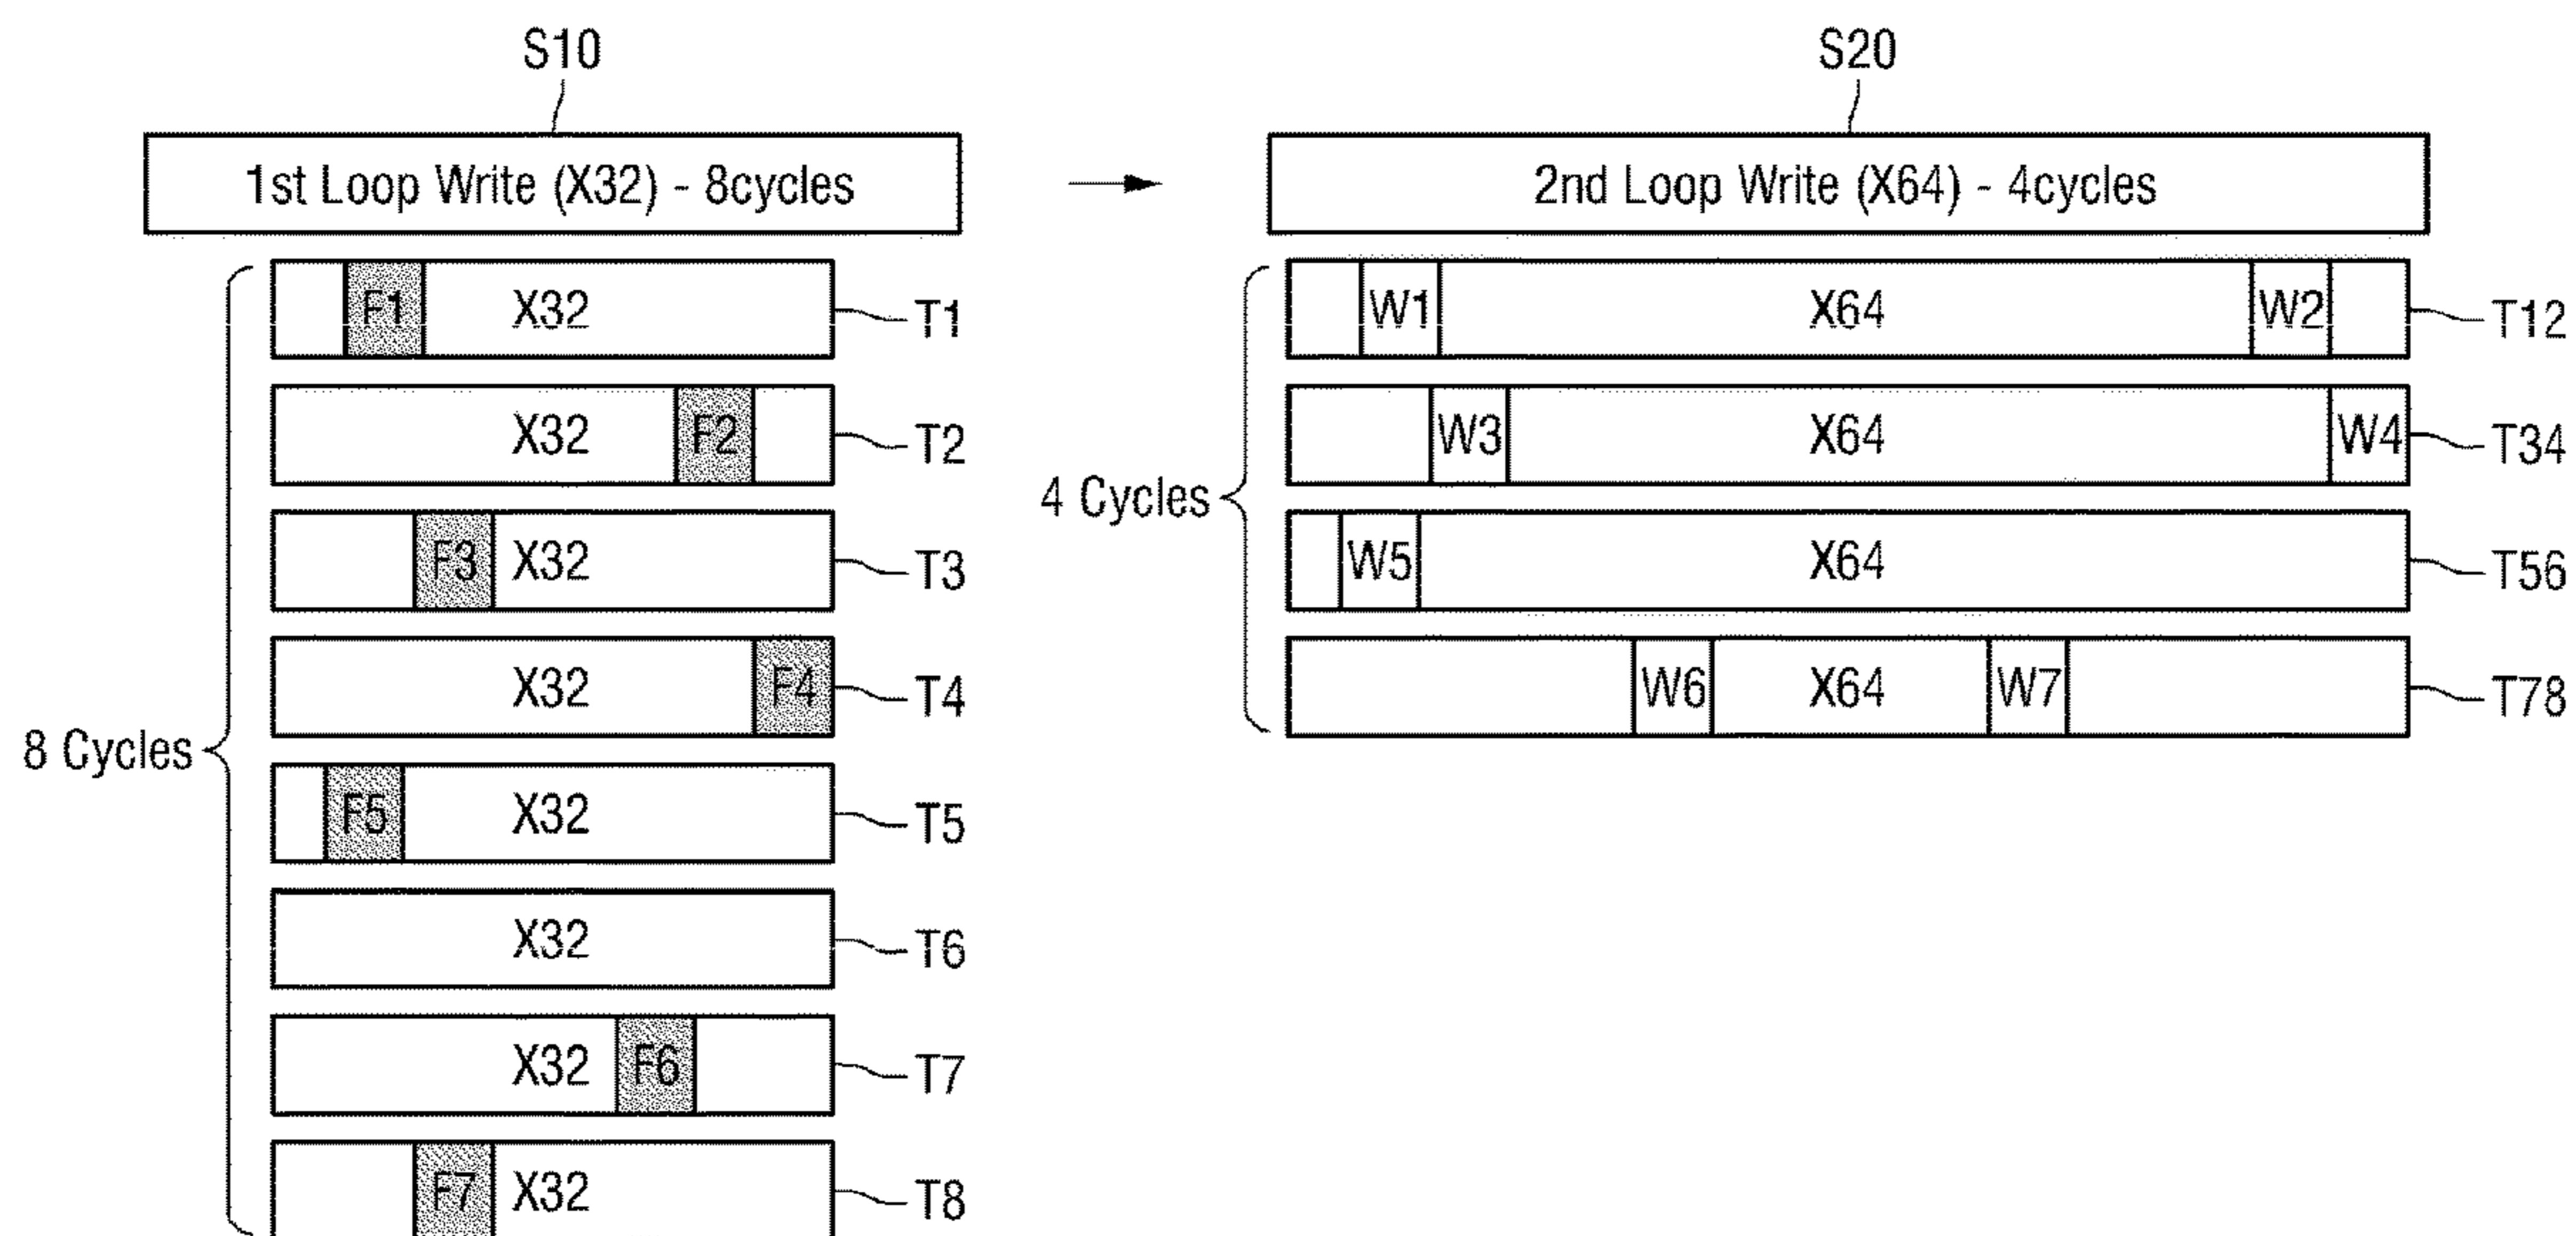 S10
1st Loop Write (X32) - 8cycles
8 Cycles
F1 X32 T1
X32 F2 T2
F3 X32 T3
X32 F4 T4
F5 X32 T5
X32 T6
X32 F6 T7
F7 X32 T8
S20
2nd Loop Write (X64) - 4cycles
4 Cycles
W1 X64 W2 T12
W3 X64 W4 T34
W5 X64 T56
W6 X64 W7 T78